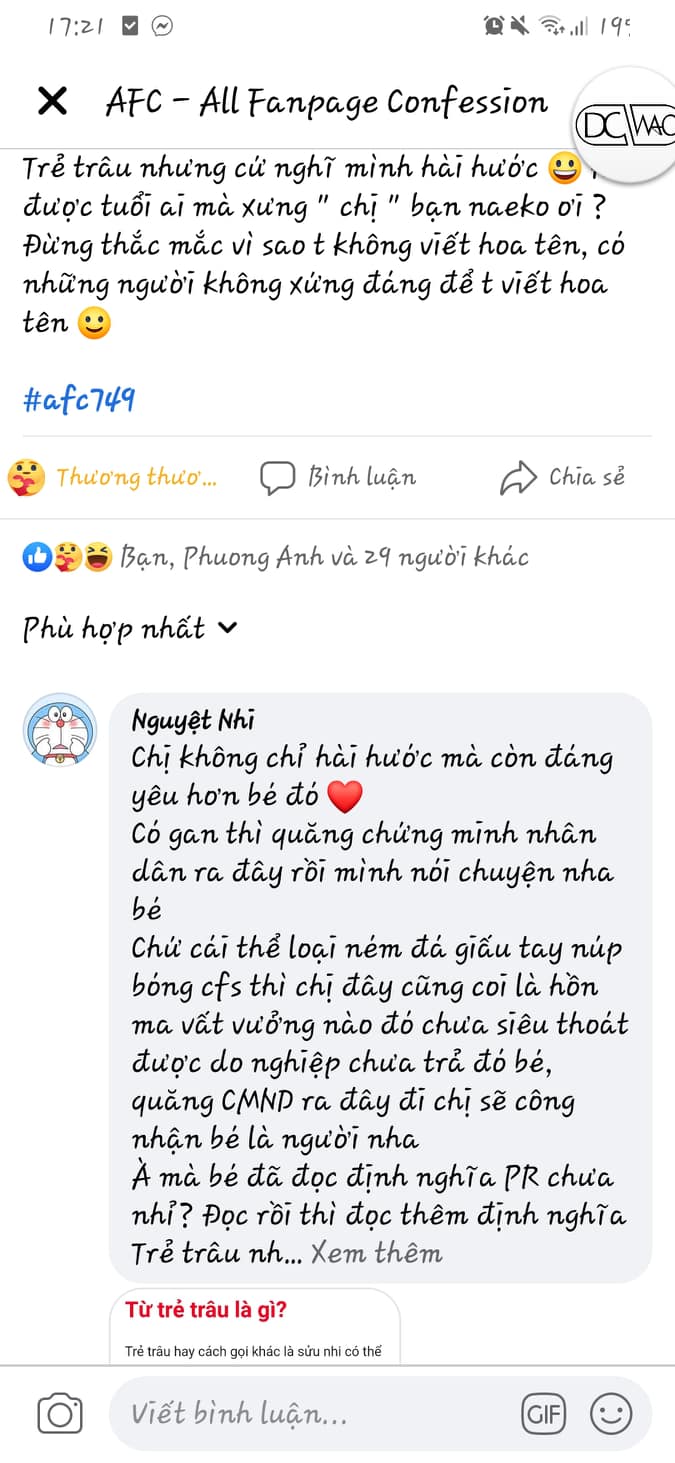 17:21
AFC - All Fanpage Confession
DC WAC
Trẻ trâu nhưng cứ nghĩ mình hài hước 😀
được tuổi ai mà xưng " chị " bạn naeko ơi ?
Đừng thắc mắc vì sao t không viết hoa tên, có
những người không xứng đáng để t viết hoa
tên 🙂
#afc749
Thương thươ...
Bình luận
Chia sẻ
Bạn, Phuong Anh và 29 người khác
Phù hợp nhất
Nguyệt Nhi
Chị không chỉ hài hước mà còn đáng
yêu hơn bé đó ❤️
Có gan thì quăng chứng minh nhân
dân ra đây rồi mình nói chuyện nha
bé
Chứ cái thể loại ném đá giấu tay núp
bóng cfs thì chị đây cũng coi là hồn
ma vất vưởng nào đó chưa siêu thoát
được do nghiệp chưa trả đó bé,
quăng CMND ra đây đi chị sẽ công
nhận bé là người nha
À mà bé đã đọc định nghĩa PR chưa
nhỉ? Đọc rồi thì đọc thêm định nghĩa
Trẻ trâu nh... Xem thêm
Từ trẻ trâu là gì?
Trẻ trâu hay cách gọi khác là sửu nhi có thể
Viết bình luận...
GIF